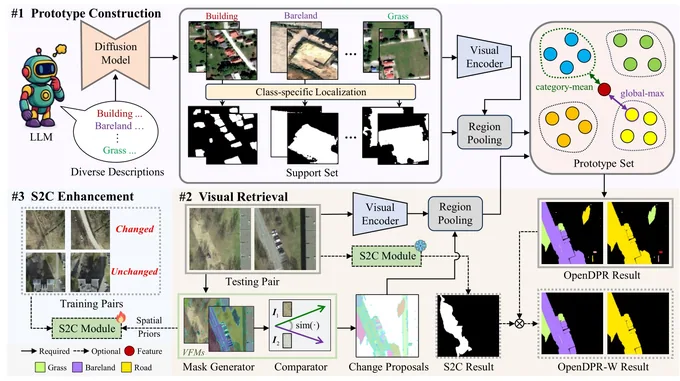 #1 Prototype Construction
LLM
Diffusion
Model
Building ...
Bareland ...
...
Grass ...
Diverse Descriptions
Building
Bareland
Grass
...
Class-specific Localization
...
Support Set
Visual
Encoder
Region
Pooling
category-mean
global-max
Prototype Set
#3 S2C Enhancement
Changed
Unchanged
Training Pairs
S2C Module
Spatial
Priors
Required
Optional
Feature
Grass
Bareland
Road
#2 Visual Retrieval
Testing Pair
Visual
Encoder
Region
Pooling
S2C Module
VFMs
Mask Generator
I1
sim(·)
I2
Comparator
Change Proposals
S2C Result
OpenDPR Result
OpenDPR-W Result